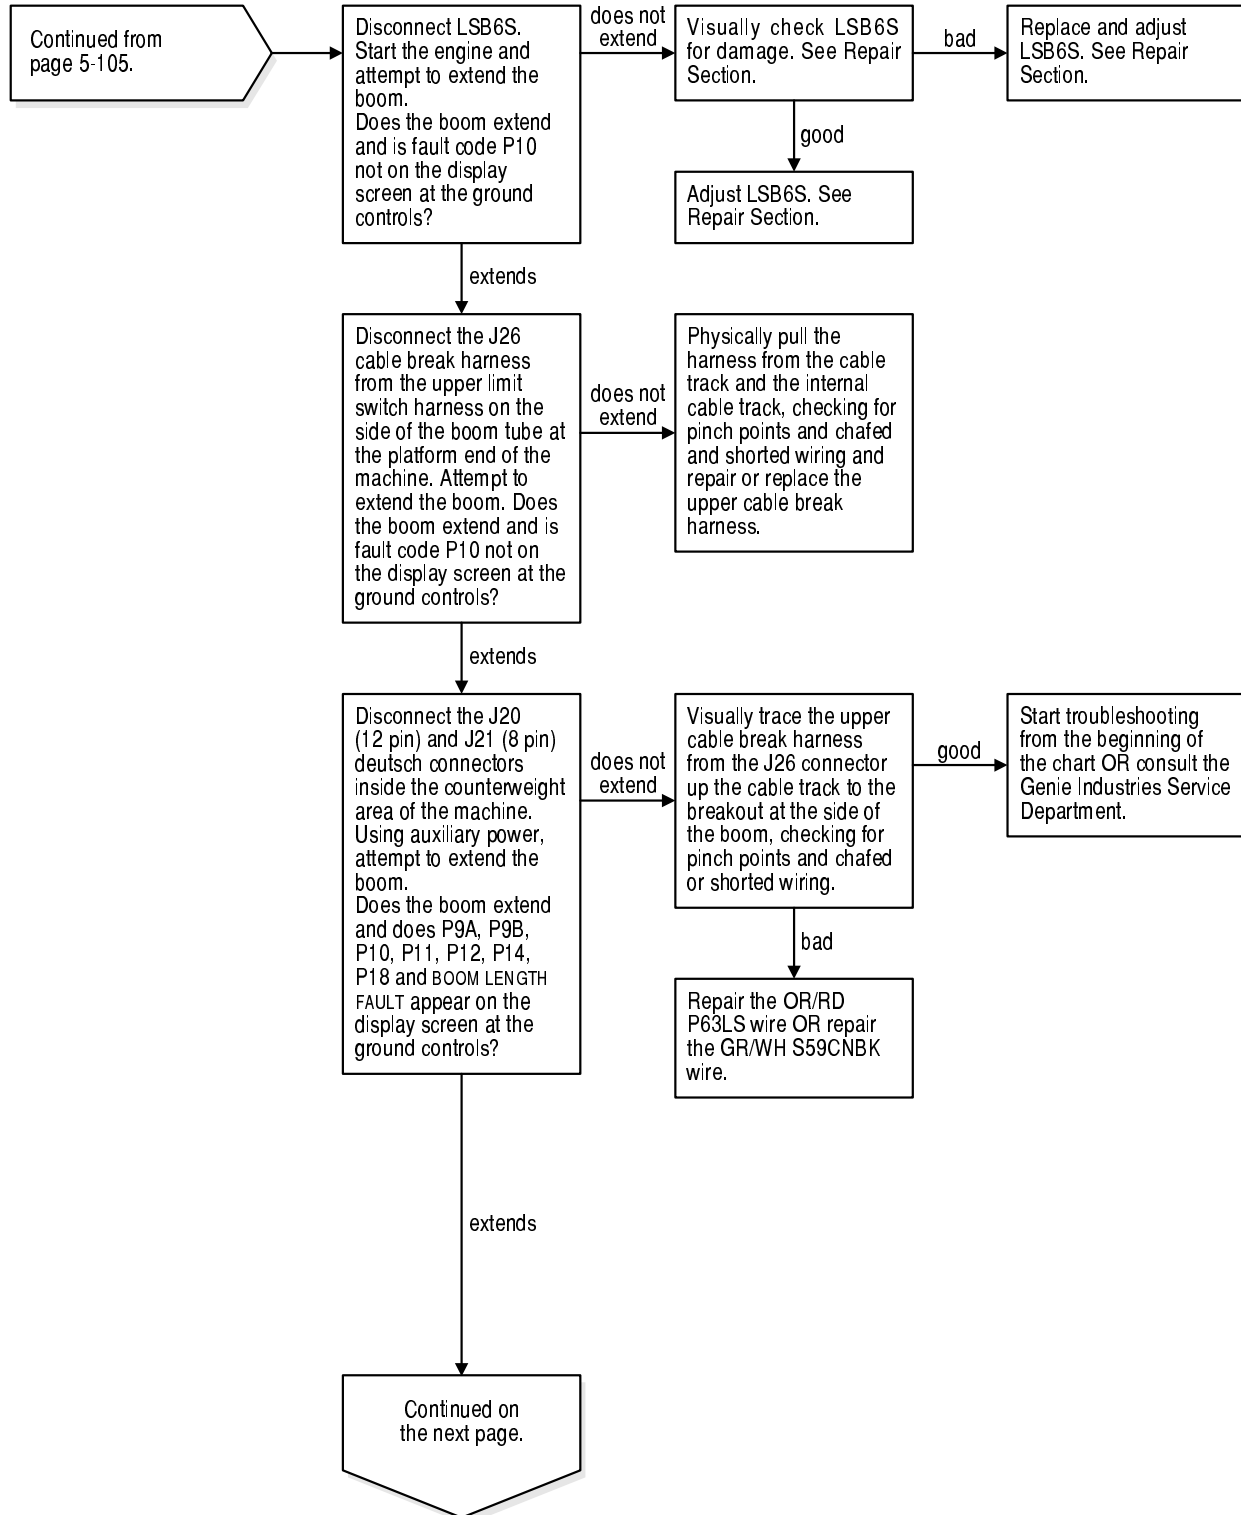 Continued from
page 5-105.
Disconnect LSB6S.
Start the engine and
attempt to extend the
boom.
Does the boom extend
and is fault code P10
not on the display
screen at the ground
controls?
does not
extend
Visually check LSB6S
for damage. See Repair
Section.
bad
Replace and adjust
LSB6S. See Repair
Section.
good
Adjust LSB6S. See
Repair Section.
extends
Disconnect the J26
cable break harness
from the upper limit
switch harness on the
side of the boom tube at
the platform end of the
machine. Attempt to
extend the boom. Does
the boom extend and is
fault code P10 not on
the display screen at the
ground controls?
does not
extend
Physically pull the
harness from the cable
track and the internal
cable track, checking for
pinch points and chafed
and shorted wiring and
repair or replace the
upper cable break
harness.
extends
Disconnect the J20
(12 pin) and J21 (8 pin)
deutsch connectors
inside the counterweight
area of the machine.
Using auxiliary power,
attempt to extend the
boom.
Does the boom extend
and does P9A, P9B,
P10, P11, P12, P14,
P18 and BOOM LENGTH
FAULT appear on the
display screen at the
ground controls?
does not
extend
Visually trace the upper
cable break harness
from the J26 connector
up the cable track to the
breakout at the side of
the boom, checking for
pinch points and chafed
or shorted wiring.
good
Start troubleshooting
from the beginning of
the chart OR consult the
Genie Industries Service
Department.
bad
Repair the OR/RD
P63LS wire OR repair
the GR/WH S59CNBK
wire.
extends
Continued on
the next page.